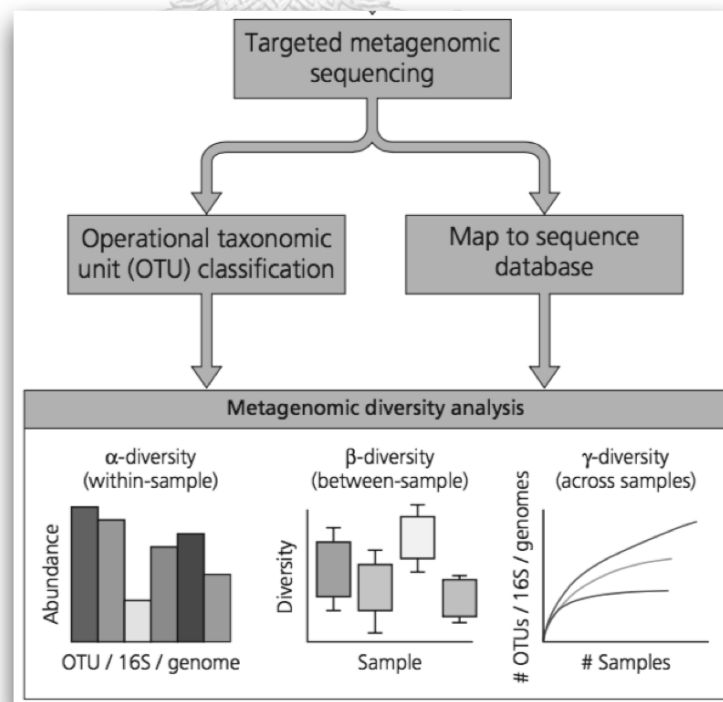 Targeted metagenomic
sequencing
Operational taxonomic
unit (OTU) classification
Map to sequence
database
Metagenomic diversity analysis
α-diversity
(within-sample)
Abundance
OTU / 16S / genome
β-diversity
(between-sample)
Diversity
Sample
γ-diversity
(across samples)
# OTUs / 16S / genomes
# Samples